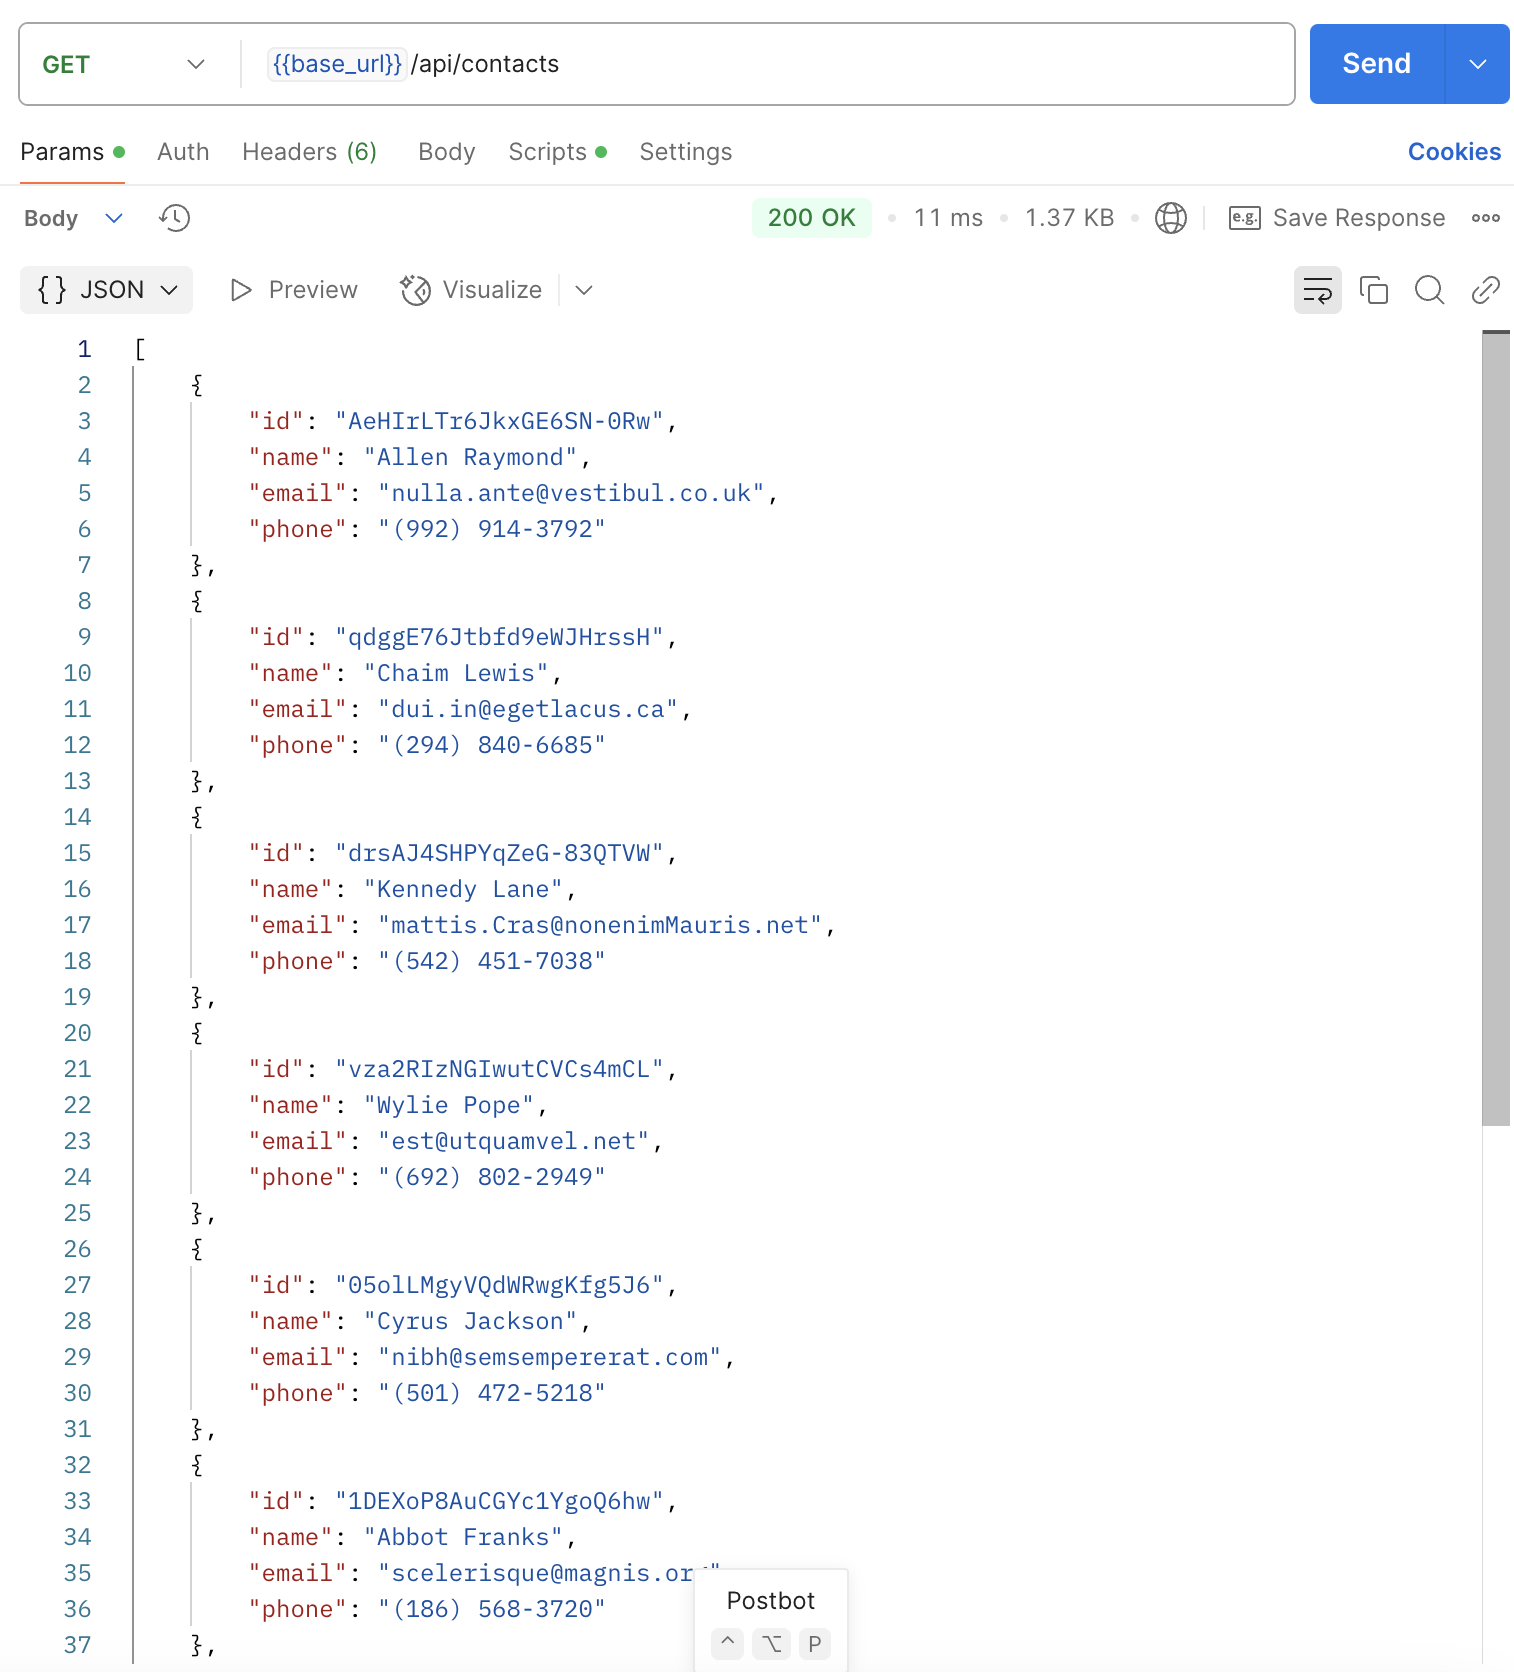 GET {{base_url}}/api/contacts Send
Params Auth Headers (6) Body Scripts Settings Cookies
Body 200 OK 11 ms 1.37 KB e.g. Save Response
{} JSON Preview Visualize
1 [
2 {
3 "id": "AeHIrLTr6JkxGE6SN-0Rw",
4 "name": "Allen Raymond",
5 "email": "nulla.ante@vestibul.co.uk",
6 "phone": "(992) 914-3792"
7 },
8 {
9 "id": "qdggE76Jtbfd9eWJHrssH",
10 "name": "Chaim Lewis",
11 "email": "dui.in@egetlacus.ca",
12 "phone": "(294) 840-6685"
13 },
14 {
15 "id": "drsAJ4SHPYqZeG-83QTVW",
16 "name": "Kennedy Lane",
17 "email": "mattis.Cras@nonenimMauris.net",
18 "phone": "(542) 451-7038"
19 },
20 {
21 "id": "vza2RIzNGIwutCVCs4mCL",
22 "name": "Wylie Pope",
23 "email": "est@utquamvel.net",
24 "phone": "(692) 802-2949"
25 },
26 {
27 "id": "05olLMgyVQdWRwgKfg5J6",
28 "name": "Cyrus Jackson",
29 "email": "nibh@semsempererat.com",
30 "phone": "(501) 472-5218"
31 },
32 {
33 "id": "1DEXoP8AuCGYc1YgoQ6hw",
34 "name": "Abbot Franks",
35 "email": "scelerisque@magnis.org"
36 "phone": "(186) 568-3720"
37 },
Postbot
^ ⌥ P